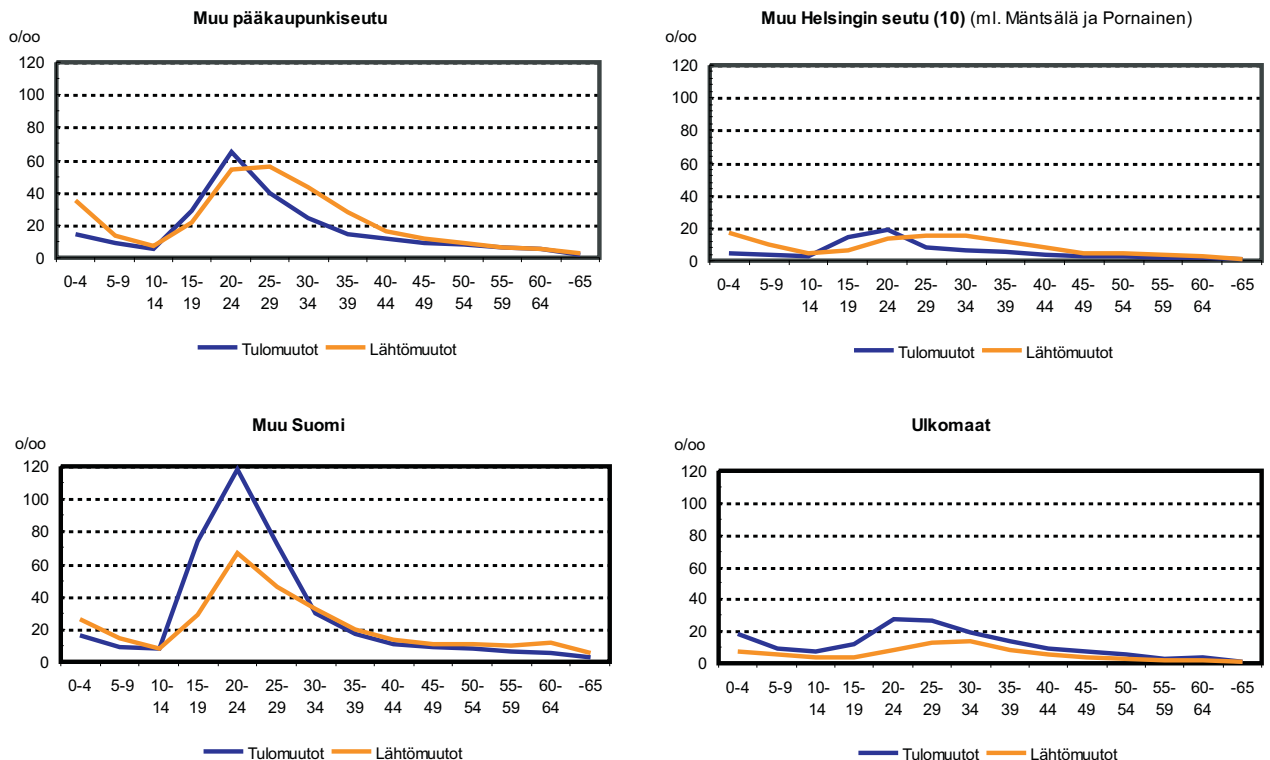 Muu pääkaupunkiseutu
o/oo
120
100
80
60
40
20
0
0-4 5-9 10-14 15-19 20-24 25-29 30-34 35-39 40-44 45-49 50-54 55-59 60-64 -65
Tulomuutot Lähtömuutot
Muu Helsingin seutu (10) (ml. Mäntsälä ja Pornainen)
o/oo
120
100
80
60
40
20
0
0-4 5-9 10-14 15-19 20-24 25-29 30-34 35-39 40-44 45-49 50-54 55-59 60-64 -65
Tulomuutot Lähtömuutot
Muu Suomi
o/oo
120
100
80
60
40
20
0
0-4 5-9 10-14 15-19 20-24 25-29 30-34 35-39 40-44 45-49 50-54 55-59 60-64 -65
Tulomuutot Lähtömuutot
Ulkomaat
o/oo
120
100
80
60
40
20
0
0-4 5-9 10-14 15-19 20-24 25-29 30-34 35-39 40-44 45-49 50-54 55-59 60-64 -65
Tulomuutot Lähtömuutot